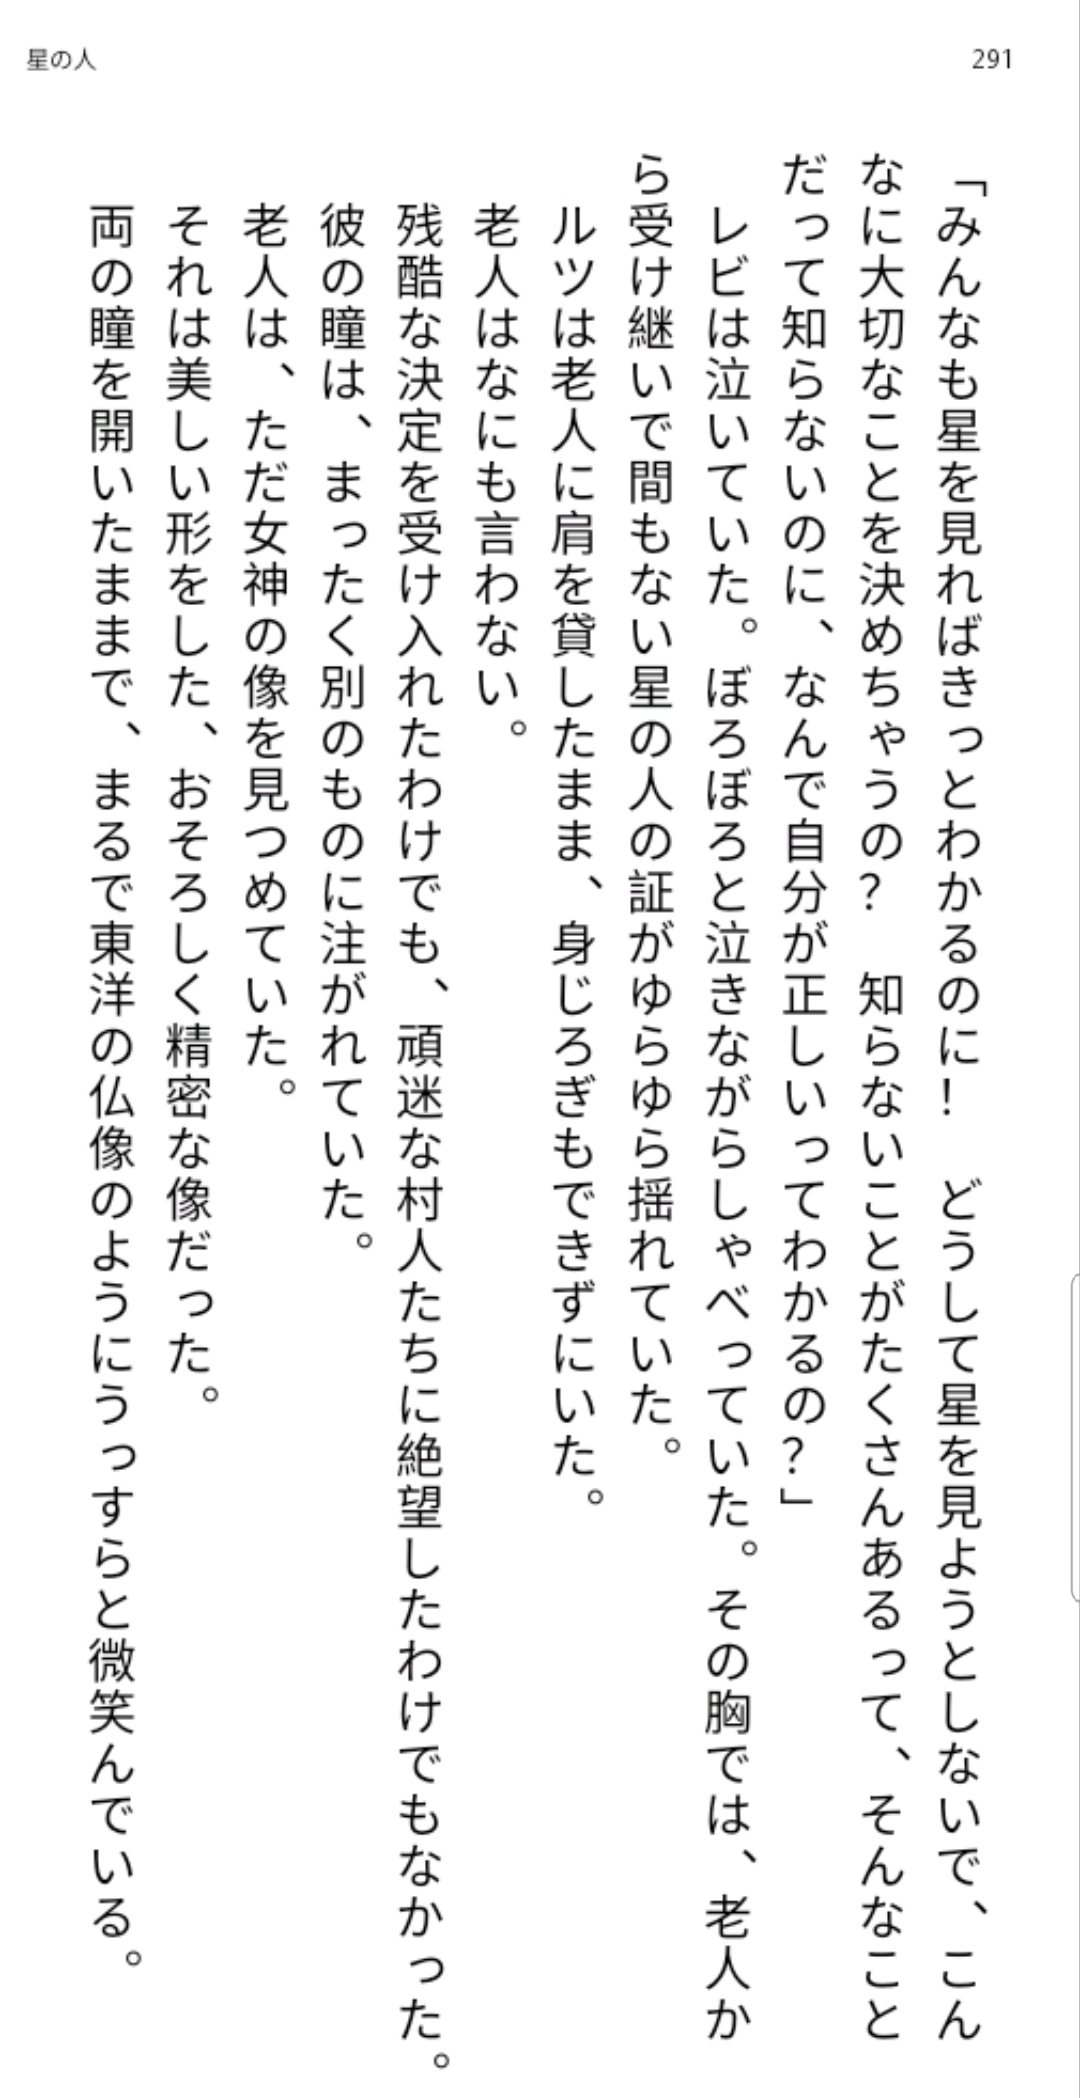 星の人
291
「みんなも星を見ればきっとわかるのに！　どうして星を見ようとしないで、こん
なに大切なことを決めちゃうの？　知らないことがたくさんあるって、そんなこと
だって知らないのに、なんで自分が正しいってわかるの？」
　レビは泣いていた。ぼろぼろと泣きながらしゃべっていた。その胸では、老人か
ら受け継いで間もない星の人の証がゆらゆら揺れていた。
　ルツは老人に肩を貸したまま、身じろぎもできずにいた。
　老人はなにも言わない。
　残酷な決定を受け入れたわけでも、頑迷な村人たちに絶望したわけでもなかった。
　彼の瞳は、まったく別のものに注がれていた。
　老人は、ただ女神の像を見つめていた。
　それは美しい形をした、おそろしく精密な像だった。
　両の瞳を開いたままで、まるで東洋の仏像のようにうっすらと微笑んでいる。